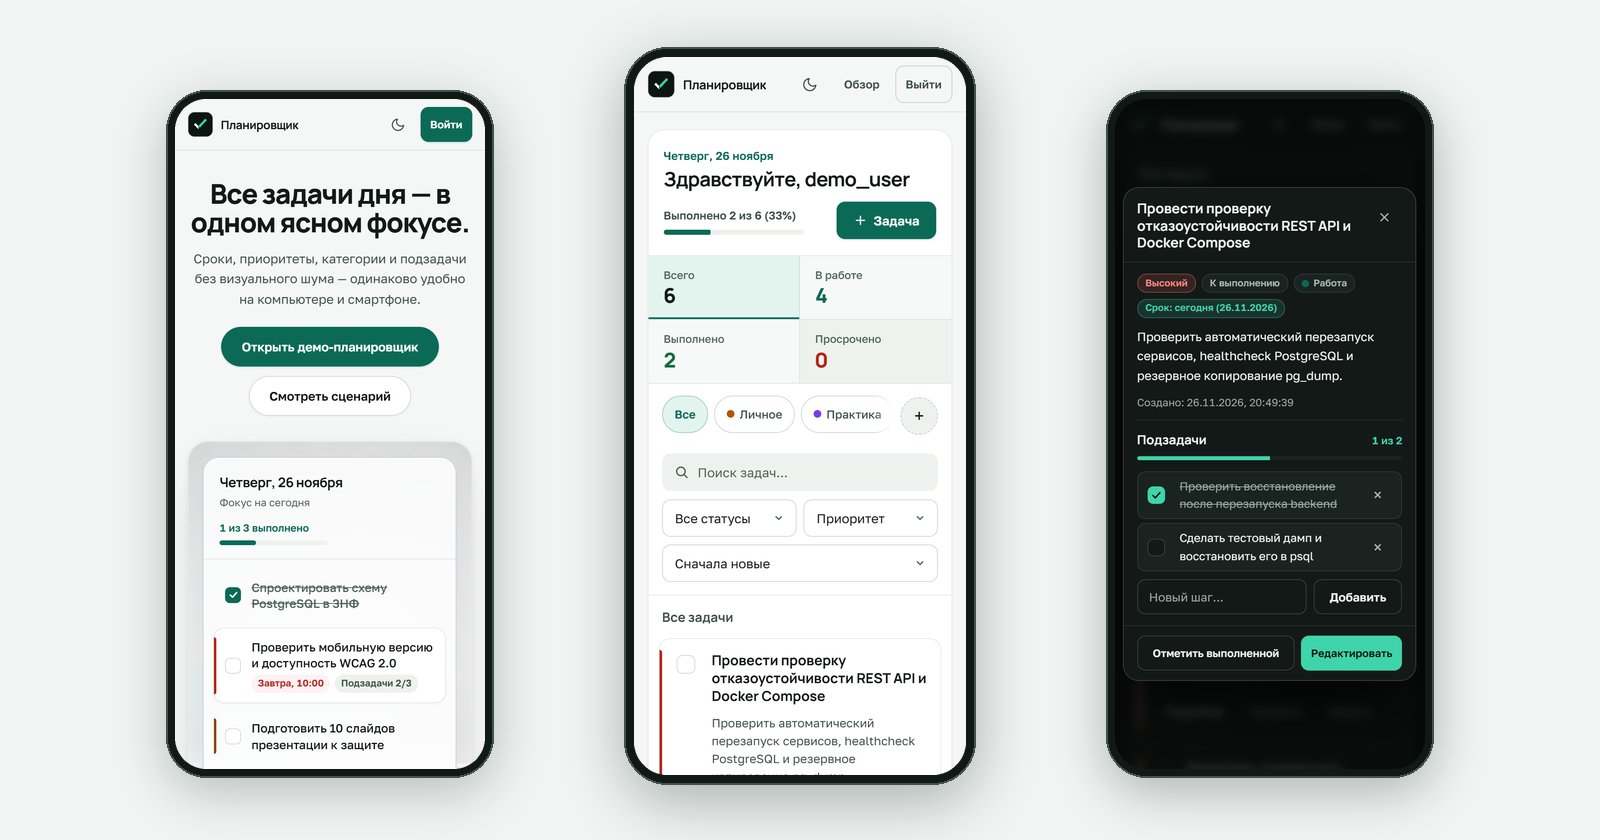 Планировщик
Войти
Все задачи дня — в
одном ясном фокусе.
Сроки, приоритеты, категории и подзадачи
без визуального шума — одинаково удобно
на компьютере и смартфоне.
Открыть демо-планировщик
Смотреть сценарий
Четверг, 26 ноября
Фокус на сегодня
1 из 3 выполнено
Спроектировать схему
PostgreSQL в 3НФ
Проверить мобильную версию
и доступность WCAG 2.0
Завтра, 10:00
Подзадачи 2/3
Подготовить 10 слайдов
презентации к защите
Планировщик
Обзор
Выйти
Четверг, 26 ноября
Здравствуйте, demo_user
Выполнено 2 из 6 (33%)
+ Задача
Всего
6
В работе
4
Выполнено
2
Просрочено
0
Все
Личное
Практика
+
Поиск задач...
Все статусы
Приоритет
Сначала новые
Все задачи
Провести проверку
отказоустойчивости REST API и
Docker Compose
Проверить автоматический
перезапуск сервисов, healthcheck
PostgreSQL и резервное
Провести проверку
отказоустойчивости REST API и
Docker Compose
Высокий
К выполнению
Работа
Срок: сегодня (26.11.2026)
Проверить автоматический перезапуск
сервисов, healthcheck PostgreSQL и
резервное копирование pg_dump.
Создано: 26.11.2026, 20:49:39
Подзадачи
1 из 2
Проверить восстановление
после перезапуска backend
Сделать тестовый дамп и
восстановить его в psql
Новый шаг...
Добавить
Отметить выполненной
Редактировать